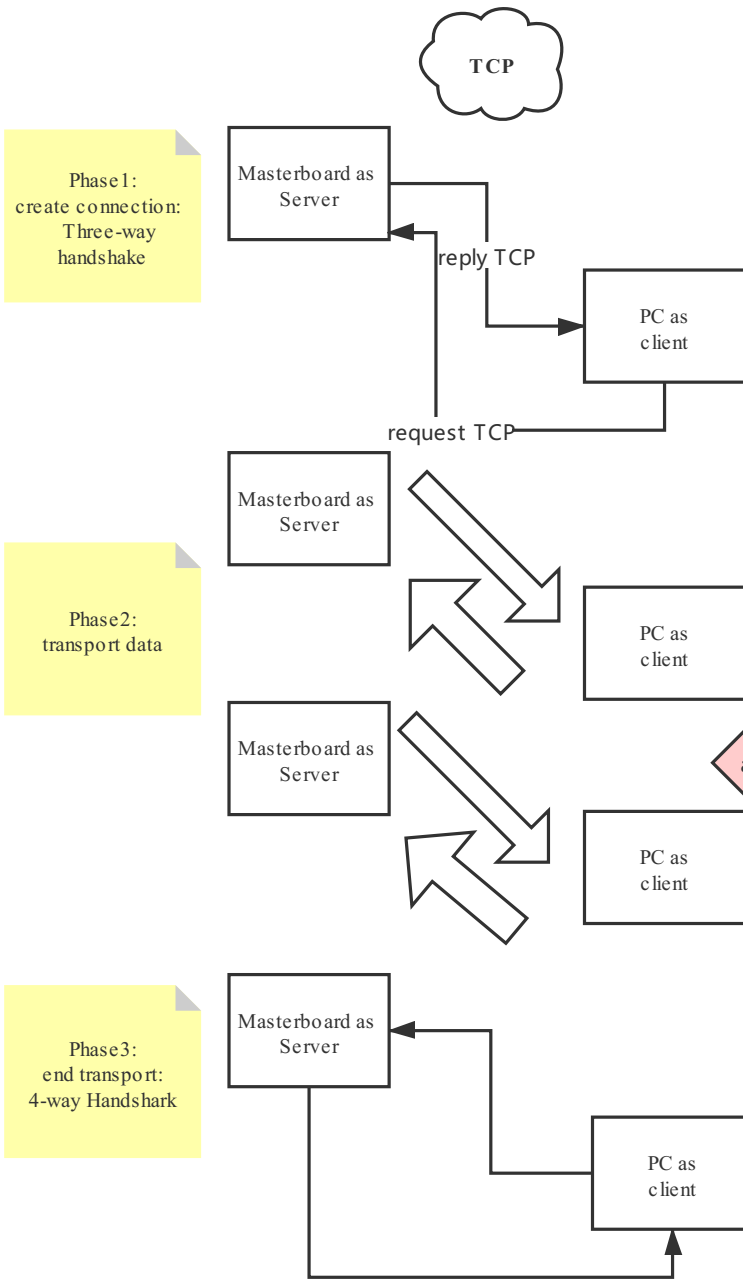 TCP
Phase1:
create connection:
Three-way
handshake
Masterboard as
Server
reply TCP
PC as
client
request TCP
Masterboard as
Server
Phase2:
transport data
PC as
client
Masterboard as
Server
PC as
client
Phase3:
end transport:
4-way Handshark
Masterboard as
Server
PC as
client